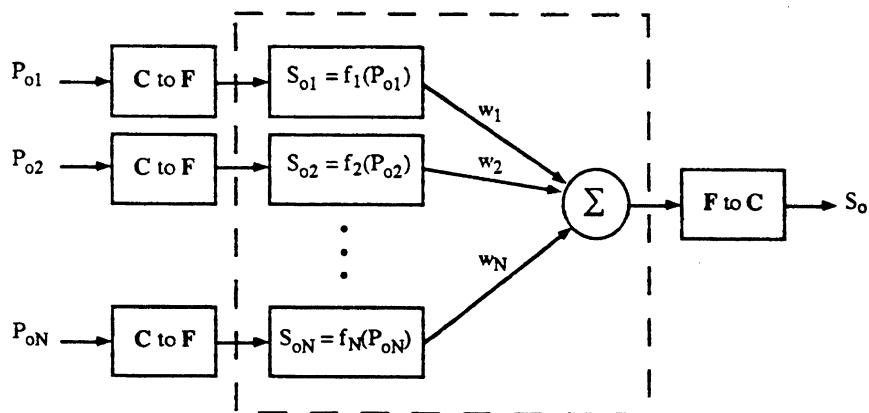 P_o1 C to F S_o1 = f_1(P_o1)
w_1
P_o2 C to F S_o2 = f_2(P_o2) w_2
Σ F to C S_o
w_N
P_oN C to F S_oN = f_N(P_oN)